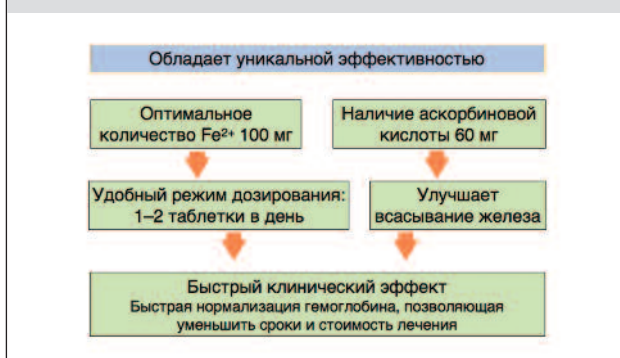 Обладает уникальной эффективностью
Оптимальное
количество Fe²⁺ 100 мг
Наличие аскорбиновой
кислоты 60 мг
Удобный режим дозирования:
1–2 таблетки в день
Улучшает
всасывание железа
Быстрый клинический эффект
Быстрая нормализация гемоглобина, позволяющая
уменьшить сроки и стоимость лечения